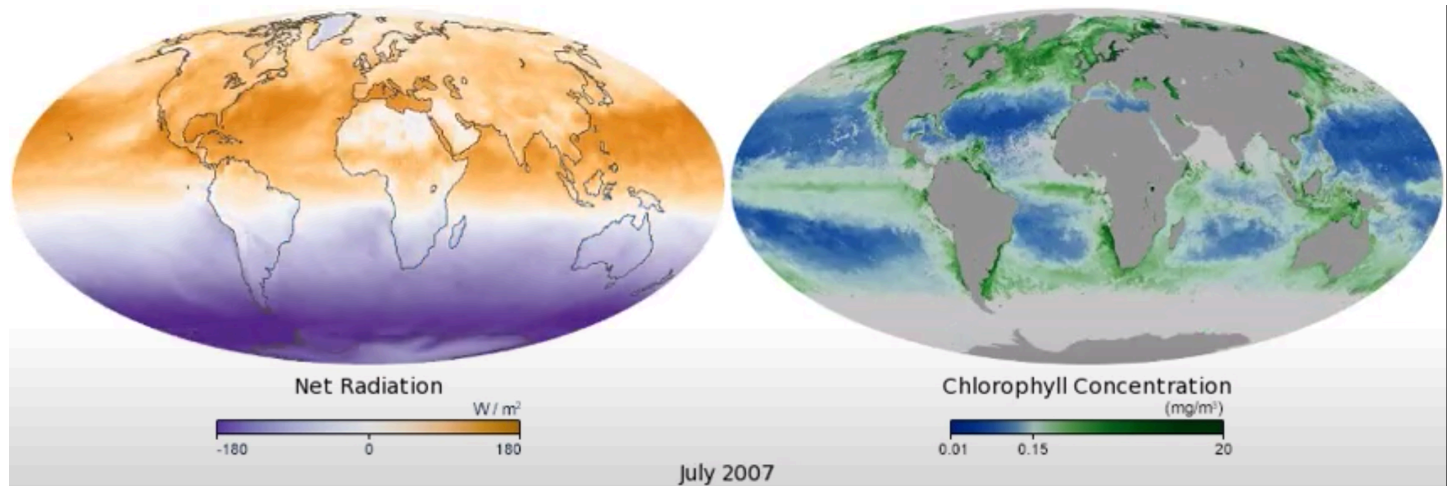 Net Radiation
W / m²
-180 0 180
Chlorophyll Concentration
(mg/m³)
0.01 0.15 20
July 2007